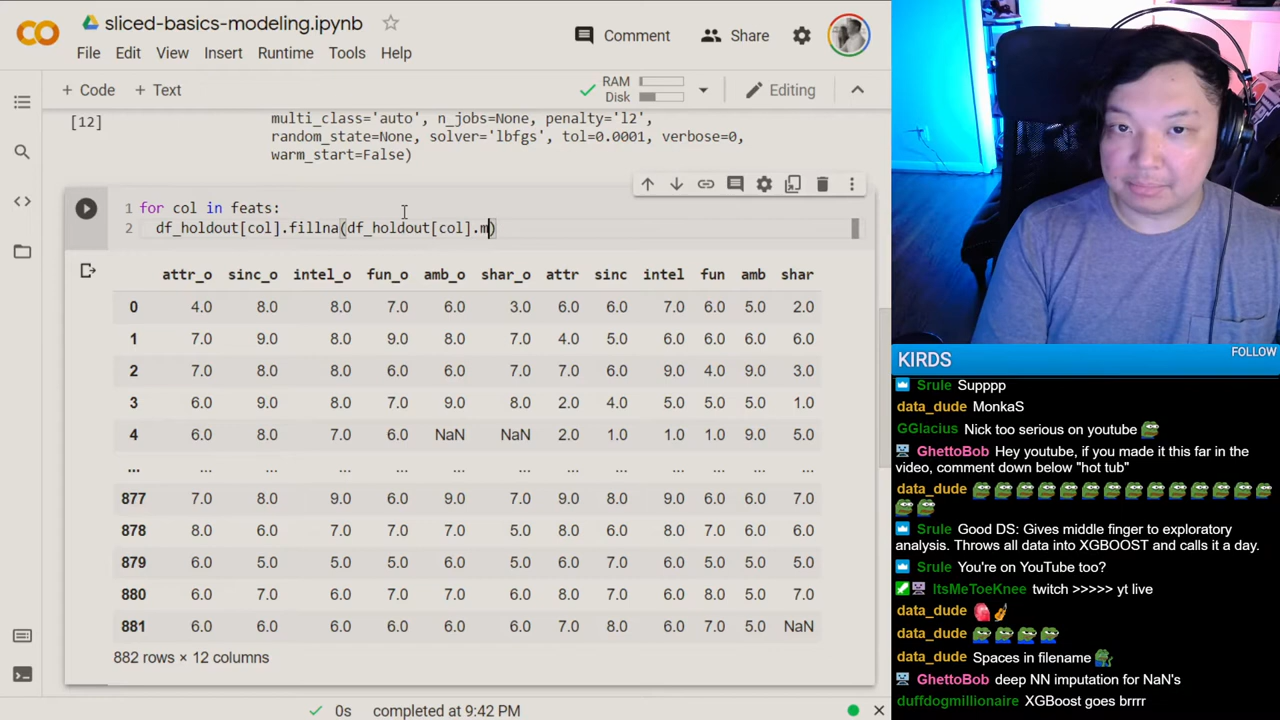 sliced-basics-modeling.ipynb
File Edit View Insert Runtime Tools Help
Comment Share
+ Code + Text
RAM
Disk
Editing
[12]
multi_class='auto', n_jobs=None, penalty='l2',
random_state=None, solver='lbfgs', tol=0.0001, verbose=0,
warm_start=False)
1 for col in feats:
2 df_holdout[col].fillna(df_holdout[col].m)
attr_o sinc_o intel_o fun_o amb_o shar_o attr sinc intel fun amb shar
0 4.0 8.0 8.0 7.0 6.0 3.0 6.0 6.0 7.0 6.0 5.0 2.0
1 7.0 9.0 8.0 9.0 8.0 7.0 4.0 5.0 6.0 6.0 6.0 6.0
2 7.0 8.0 8.0 6.0 6.0 7.0 7.0 6.0 9.0 4.0 9.0 3.0
3 6.0 9.0 8.0 7.0 9.0 8.0 2.0 4.0 5.0 5.0 5.0 1.0
4 6.0 8.0 7.0 6.0 NaN NaN 2.0 1.0 1.0 1.0 9.0 5.0
... ... ... ... ... ... ... ... ... ... ... ... ...
877 7.0 8.0 9.0 6.0 9.0 7.0 9.0 8.0 9.0 6.0 6.0 7.0
878 8.0 6.0 7.0 7.0 7.0 5.0 8.0 6.0 8.0 7.0 6.0 6.0
879 6.0 5.0 5.0 5.0 5.0 5.0 6.0 7.0 6.0 5.0 5.0 5.0
880 6.0 7.0 6.0 7.0 6.0 6.0 8.0 6.0 7.0 6.0 8.0 5.0 7.0
881 6.0 6.0 6.0 6.0 6.0 6.0 7.0 8.0 6.0 7.0 5.0 NaN
882 rows × 12 columns
0s completed at 9:42 PM
KIRDS
FOLLOW
Srule Supppp
data_dude MonkaS
GGlacius Nick too serious on youtube
GhettoBob Hey youtube, if you made it this far in the
video, comment down below "hot tub"
data_dude
Srule Good DS: Gives middle finger to exploratory
analysis. Throws all data into XGBOOST and calls it a day.
Srule You're on YouTube too?
ItsMeToeKnee twitch >>>>> yt live
data_dude
data_dude
data_dude Spaces in filename
GhettoBob deep NN imputation for NaN's
duffdogmillionaire XGBoost goes brrrr